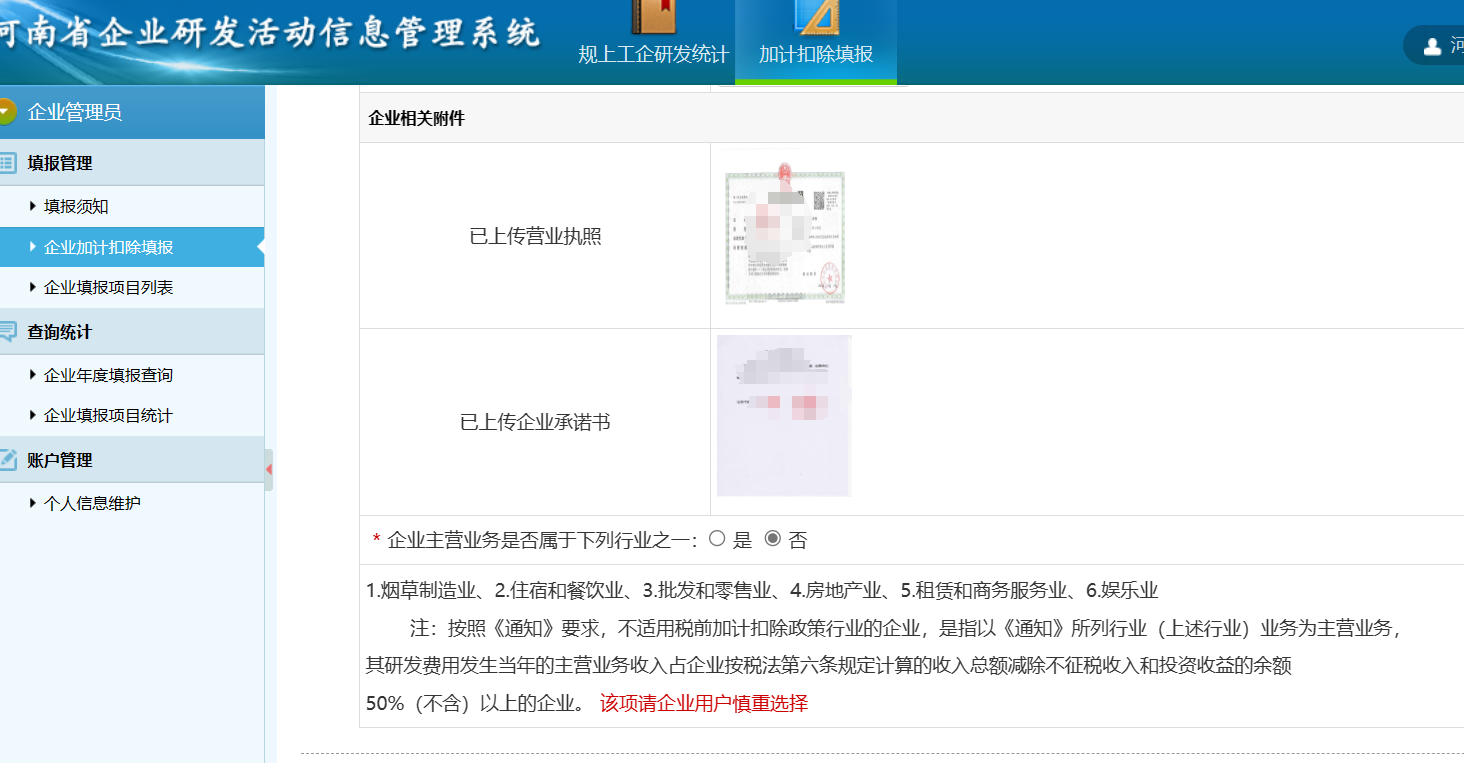 河南省企业研发活动信息管理系统
规上工企研发统计
加计扣除填报
河
企业管理员
填报管理
填报须知
企业加计扣除填报
企业填报项目列表
查询统计
企业年度填报查询
企业填报项目统计
账户管理
个人信息维护
企业相关附件
已上传营业执照
已上传企业承诺书
* 企业主营业务是否属于下列行业之一：
是
否
1.烟草制造业、2.住宿和餐饮业、3.批发和零售业、4.房地产业、5.租赁和商务服务业、6.娱乐业
注：按照《通知》要求，不适用税前加计扣除政策行业的企业，是指以《通知》所列行业（上述行业）业务为主营业务，
其研发费用发生当年的主营业务收入占企业按税法第六条规定计算的收入总额减除不征税收入和投资收益的余额
50%（不含）以上的企业。 该项请企业用户慎重选择